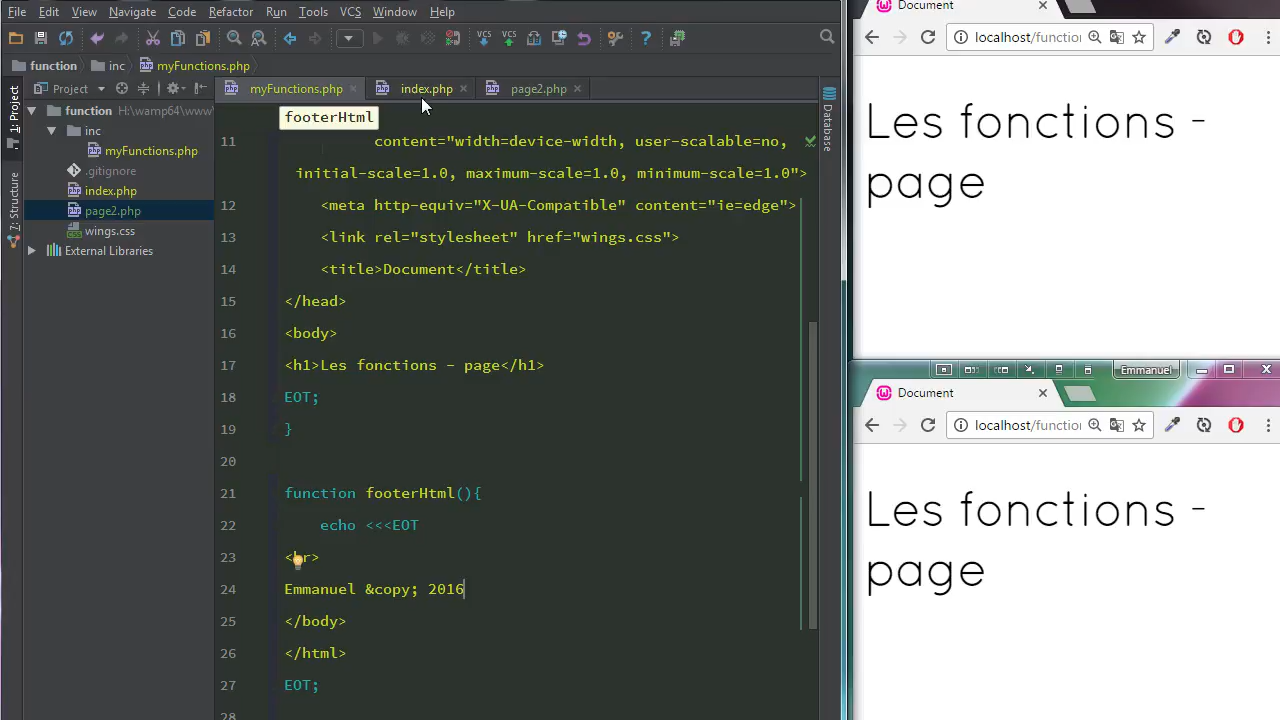 File Edit View Navigate Code Refactor Run Tools VCS Window Help
function inc myFunctions.php
Project
myFunctions.php index.php page2.php
1: Project
7: Structure
function H:\wamp64\www
inc
myFunctions.php
.gitignore
index.php
page2.php
wings.css
External Libraries
footerHtml
11 content="width=device-width, user-scalable=no,
initial-scale=1.0, maximum-scale=1.0, minimum-scale=1.0">
12 <meta http-equiv="X-UA-Compatible" content="ie=edge">
13 <link rel="stylesheet" href="wings.css">
14 <title>Document</title>
15 </head>
16 <body>
17 <h1>Les fonctions - page</h1>
18 EOT;
19 }
20
21 function footerHtml(){
22 echo <<<EOT
23 <br>
24 Emmanuel &copy; 2016
25 </body>
26 </html>
27 EOT;
28
Database
Document
localhost/functio
Les fonctions -
page
Emmanuel
Document
localhost/functio
Les fonctions -
page